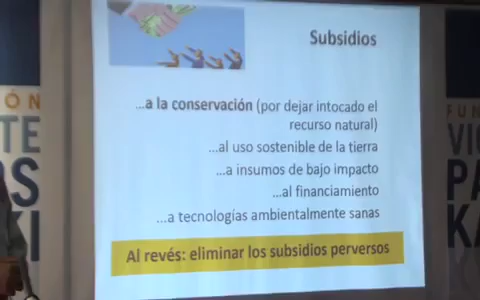 Subsidios
...a la conservación (por dejar intocado el
recurso natural)
...al uso sostenible de la tierra
...a insumos de bajo impacto
...al financiamiento
...a tecnologías ambientalmente sanas
Al revés: eliminar los subsidios perversos